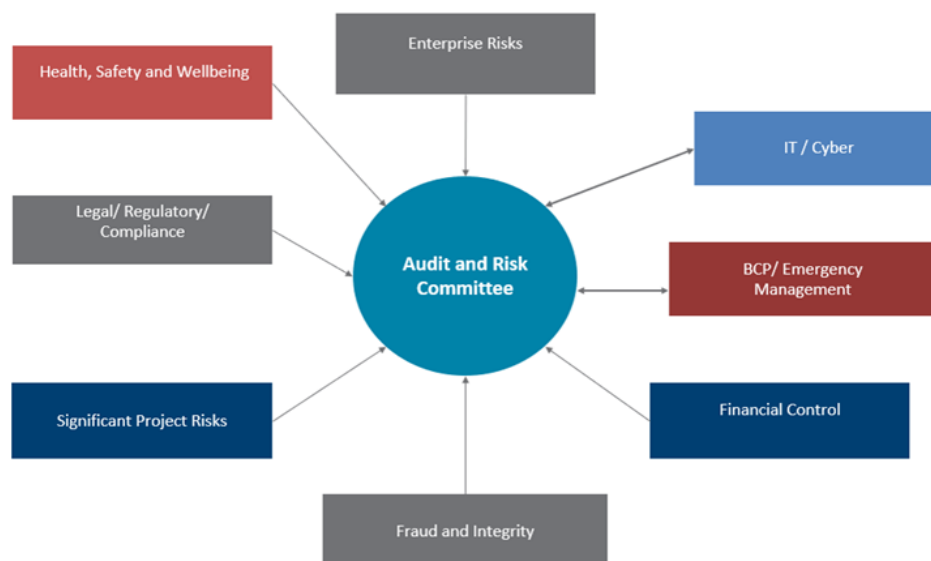 Enterprise Risks
Health, Safety and Wellbeing
IT / Cyber
Legal/ Regulatory/
Compliance
Audit and Risk
Committee
BCP/ Emergency
Management
Significant Project Risks
Financial Control
Fraud and Integrity